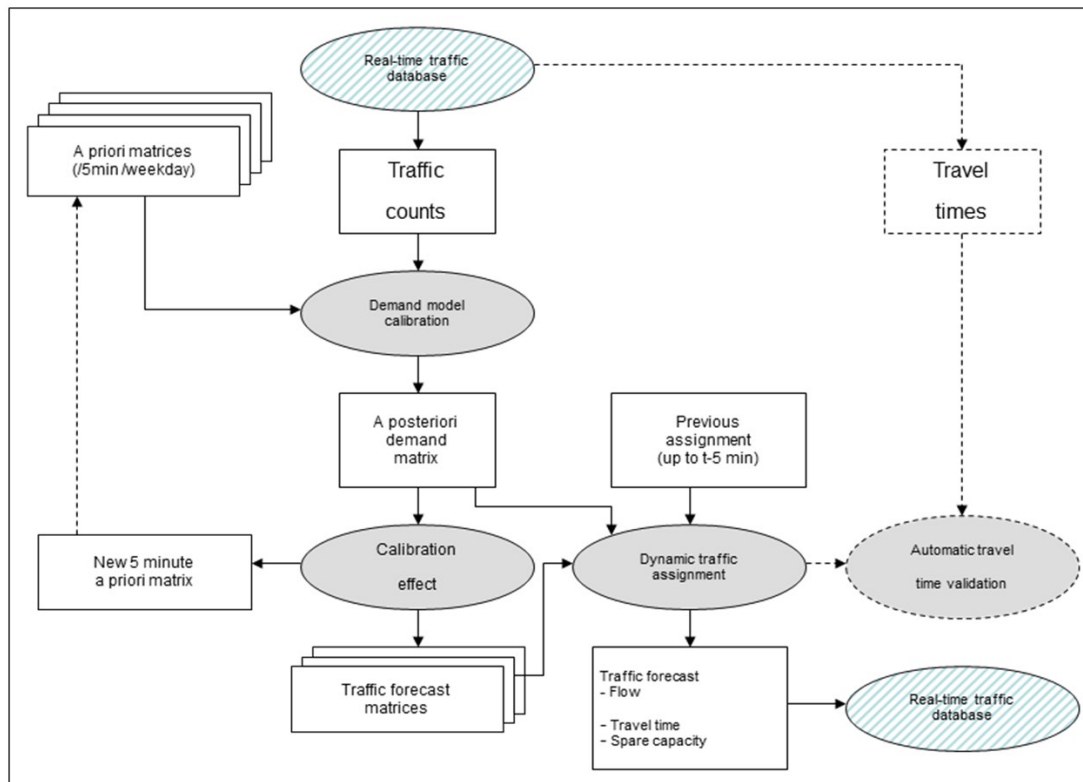 Real-time traffic
database
A priori matrices
(/5min /weekday)
Traffic
counts
Travel
times
Demand model
calibration
A posteriori
demand
matrix
Previous
assignment
(up to t-5 min)
New 5 minute
a priori matrix
Calibration
effect
Dynamic traffic
assignment
Automatic travel
time validation
Traffic forecast
matrices
Traffic forecast
- Flow
- Travel time
- Spare capacity
Real-time traffic
database